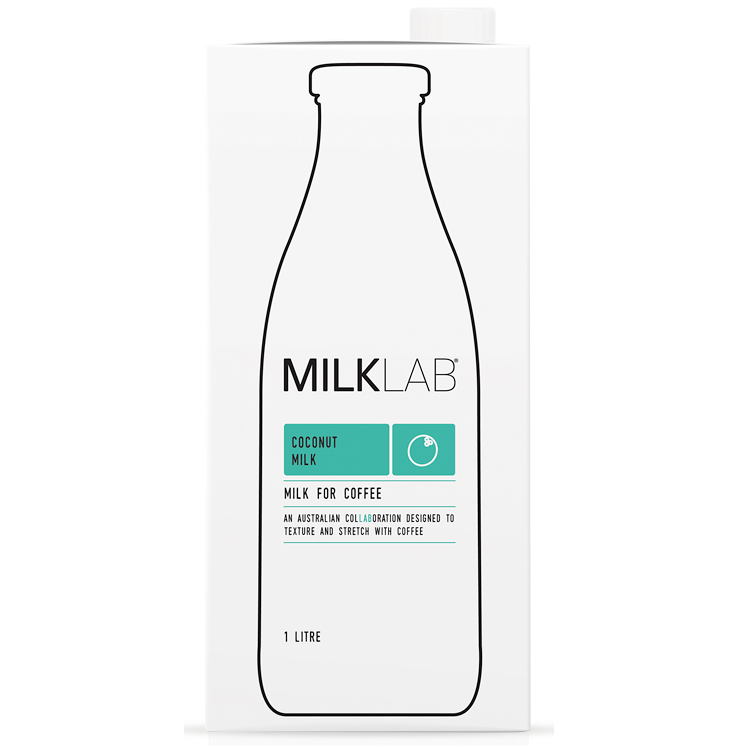 MILKLAB®
COCONUT
MILK
MILK FOR COFFEE
AN AUSTRALIAN COLLABORATION DESIGNED TO
TEXTURE AND STRETCH WITH COFFEE
1 LITRE